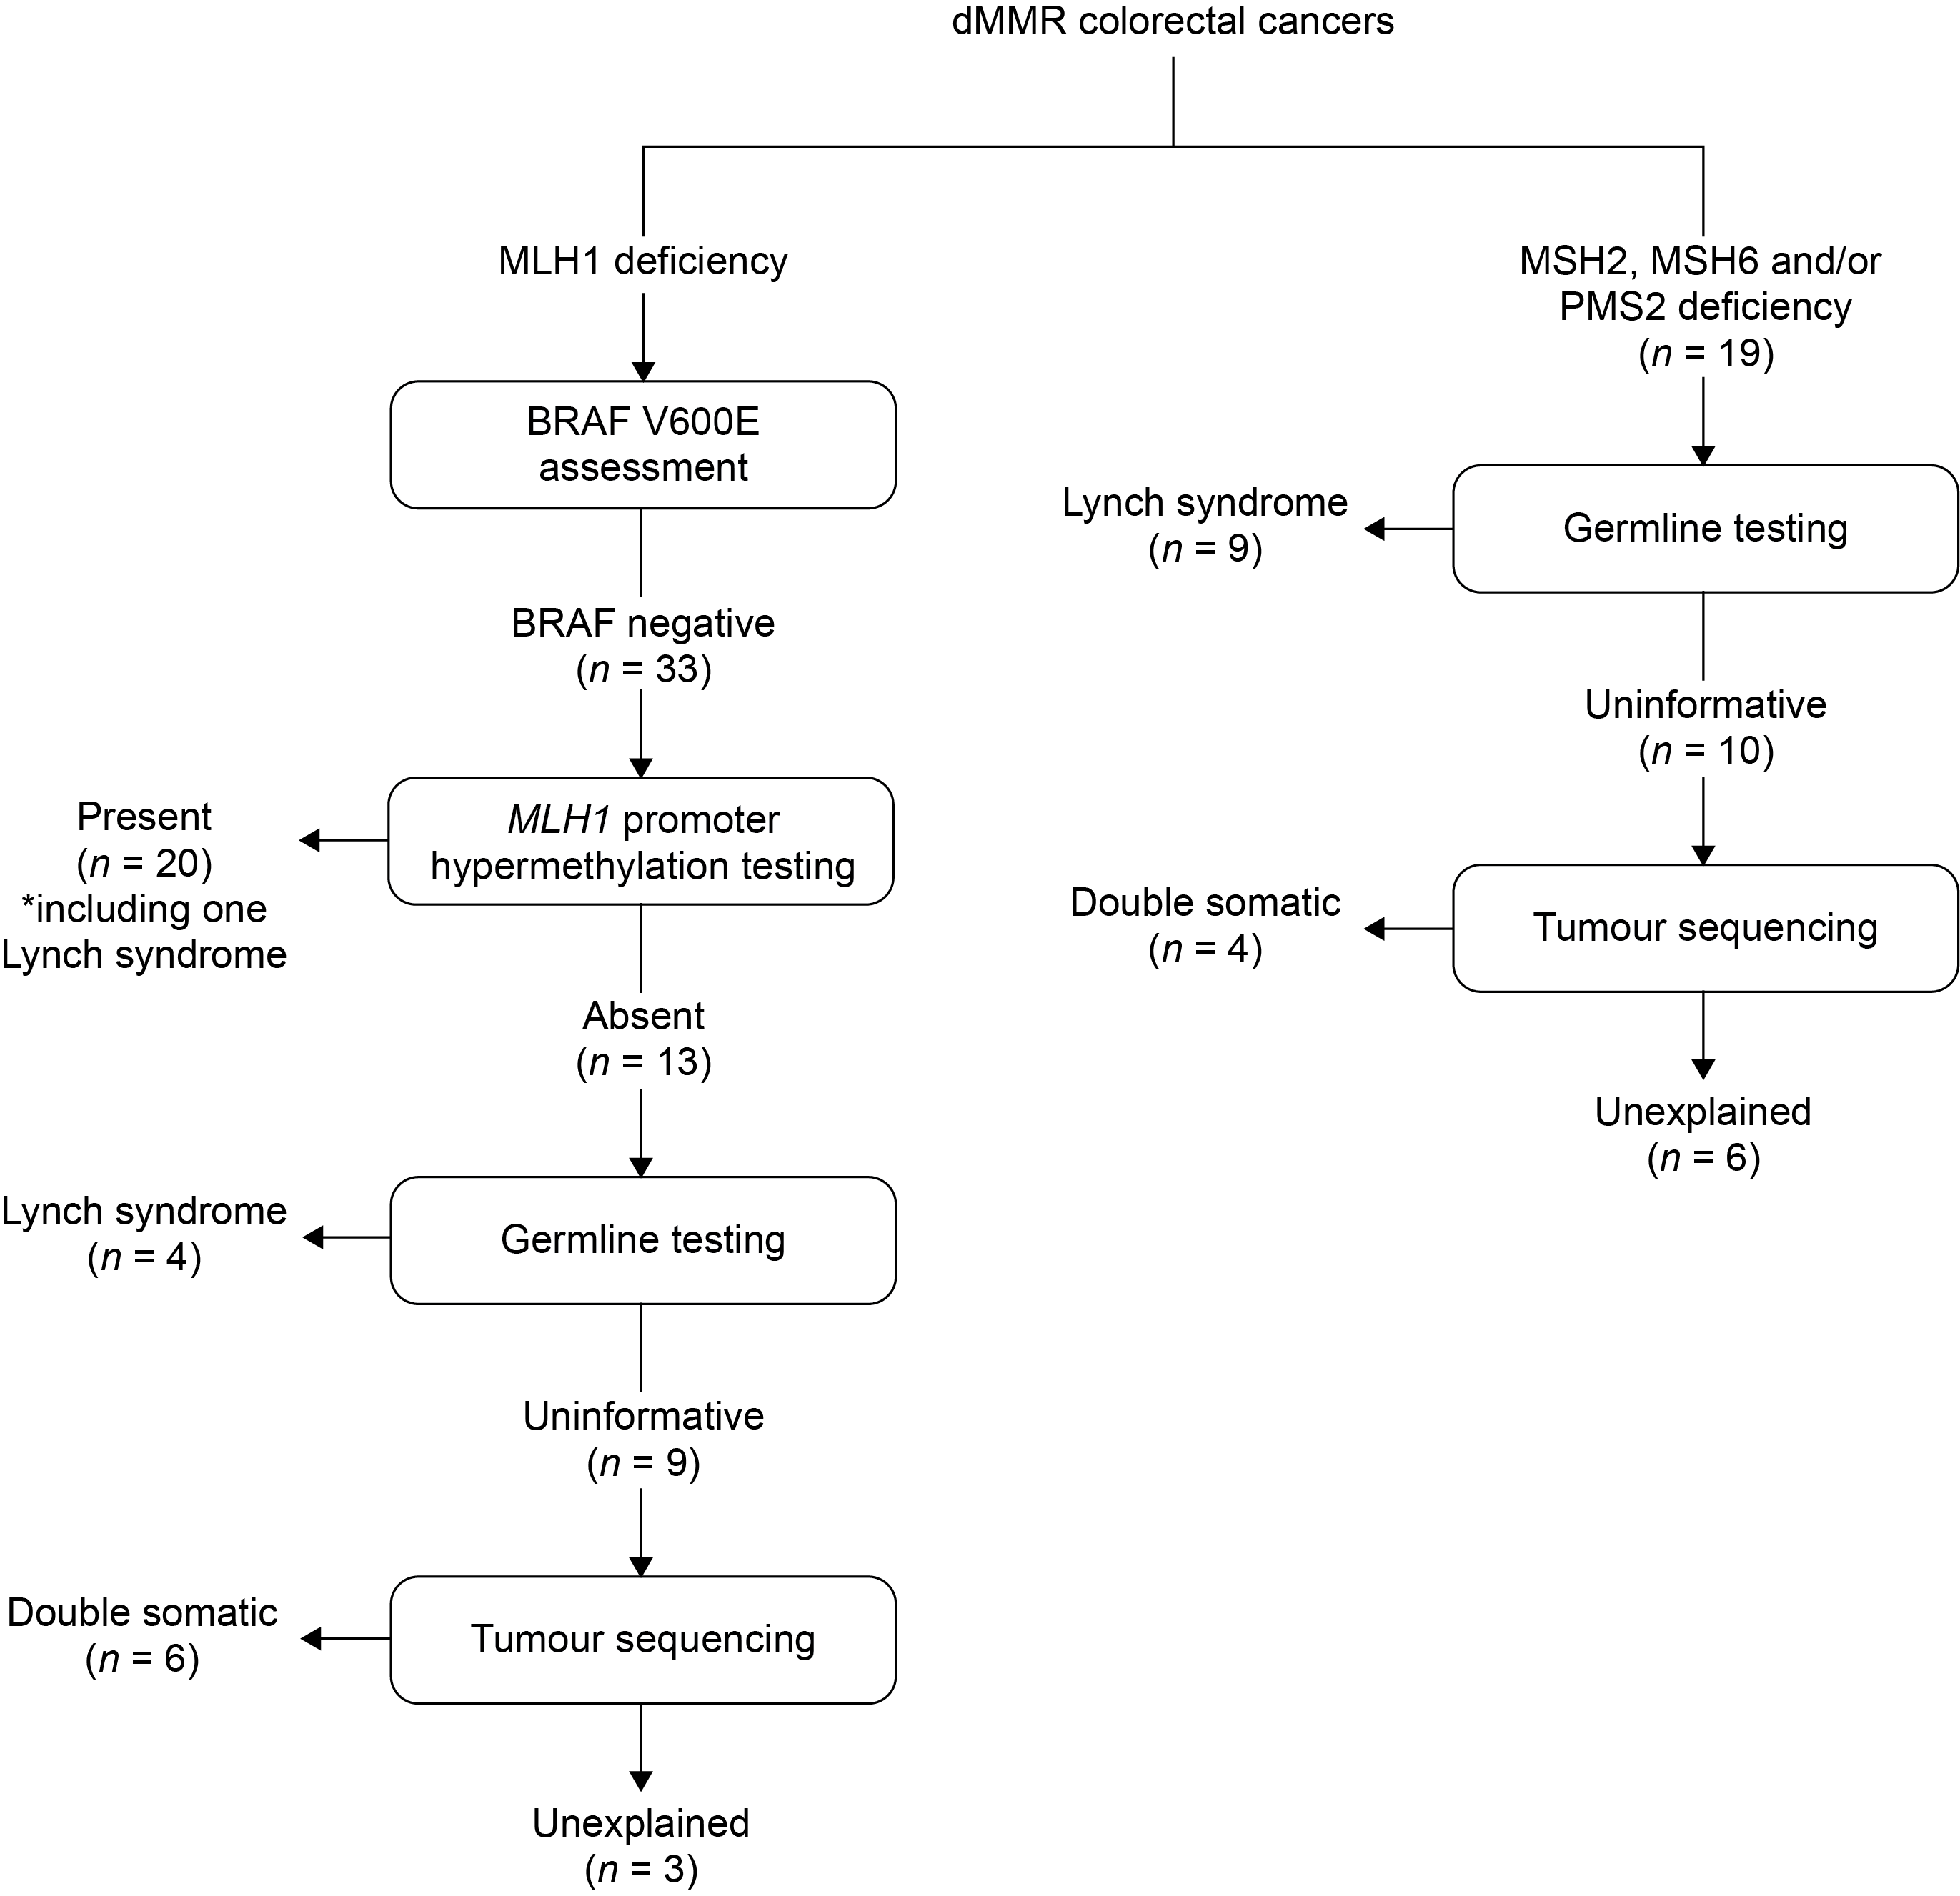 dMMR colorectal cancers
MLH1 deficiency
BRAF V600E
assessment
BRAF negative
(n = 33)
MLH1 promoter
hypermethylation testing
Present
(n = 20)
*including one
Lynch syndrome
Absent
(n = 13)
Germline testing
Lynch syndrome
(n = 4)
Uninformative
(n = 9)
Tumour sequencing
Double somatic
(n = 6)
Unexplained
(n = 3)
MSH2, MSH6 and/or
PMS2 deficiency
(n = 19)
Germline testing
Lynch syndrome
(n = 9)
Uninformative
(n = 10)
Tumour sequencing
Double somatic
(n = 4)
Unexplained
(n = 6)